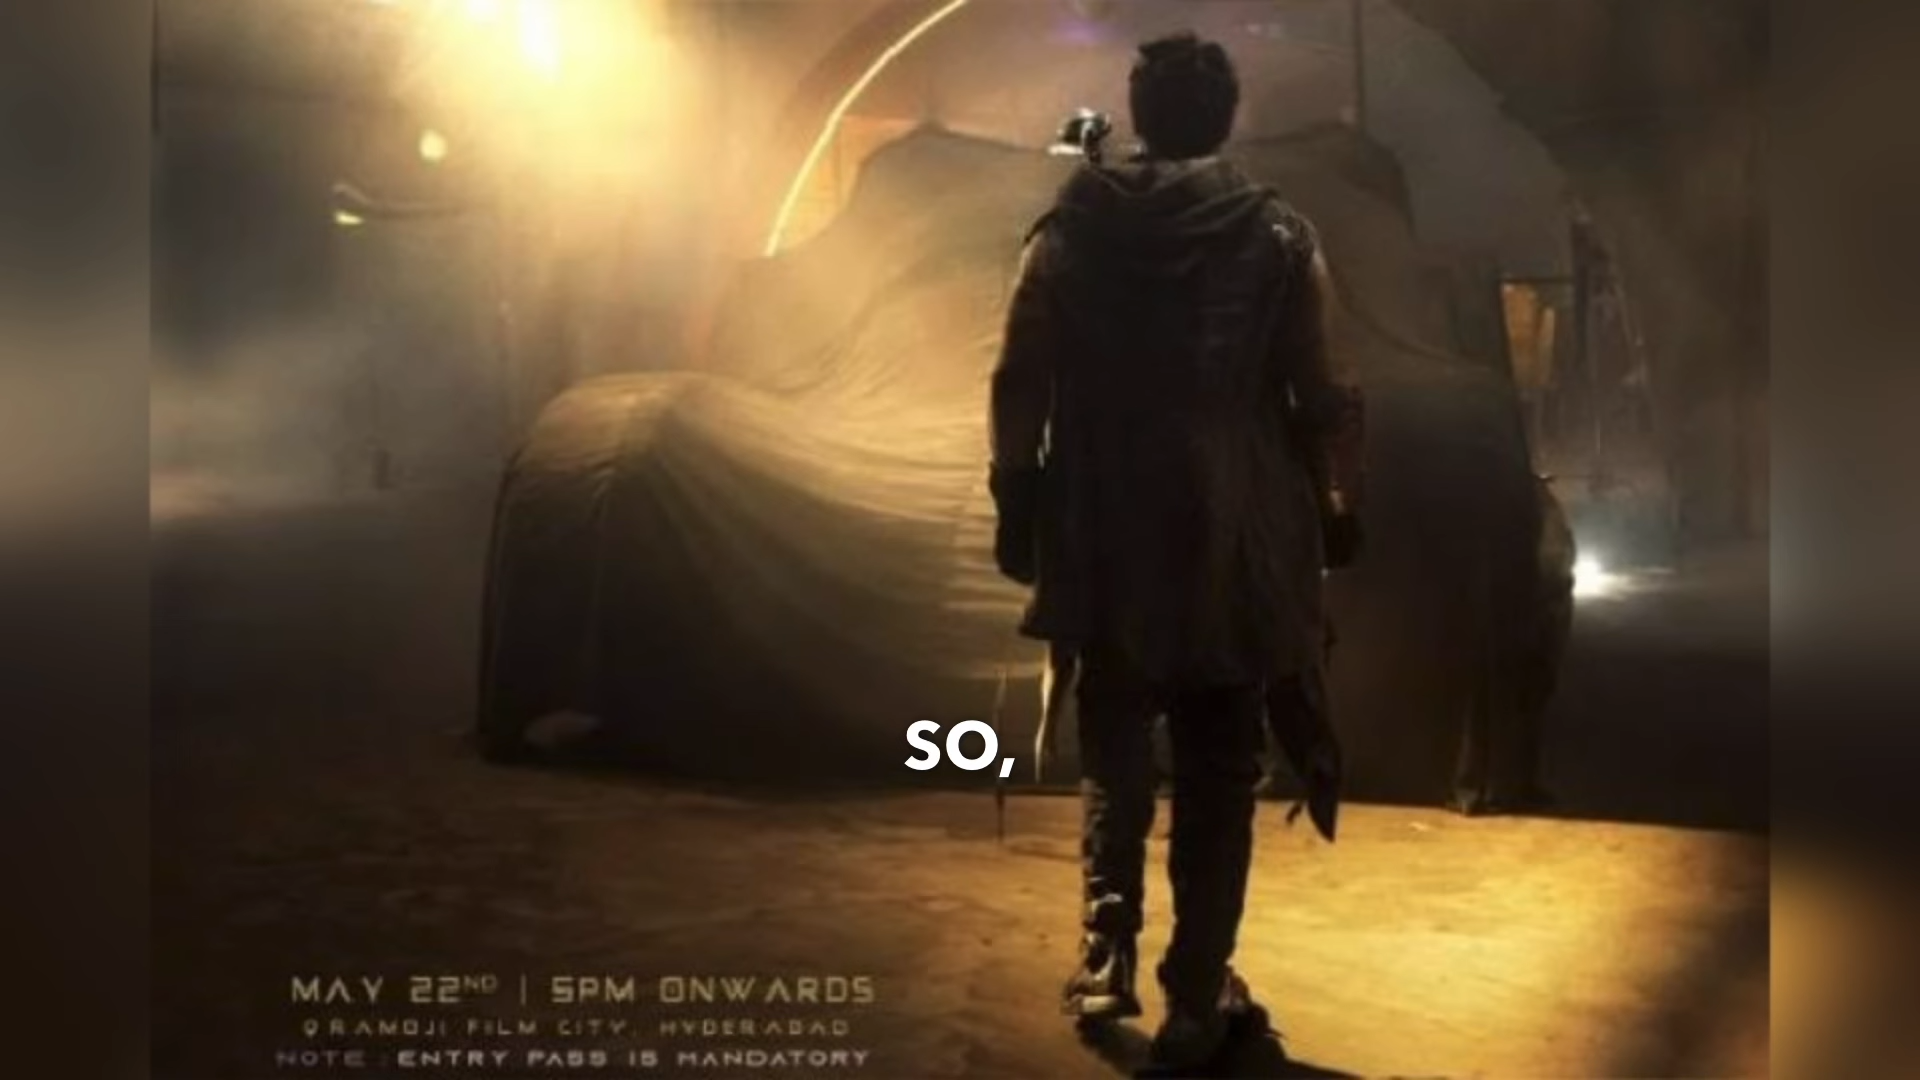 SO,
MAY 22ND | 5PM ONWARDS
@RAMOJI FILM CITY, HYDERABAD
NOTE : ENTRY PASS IS MANDATORY